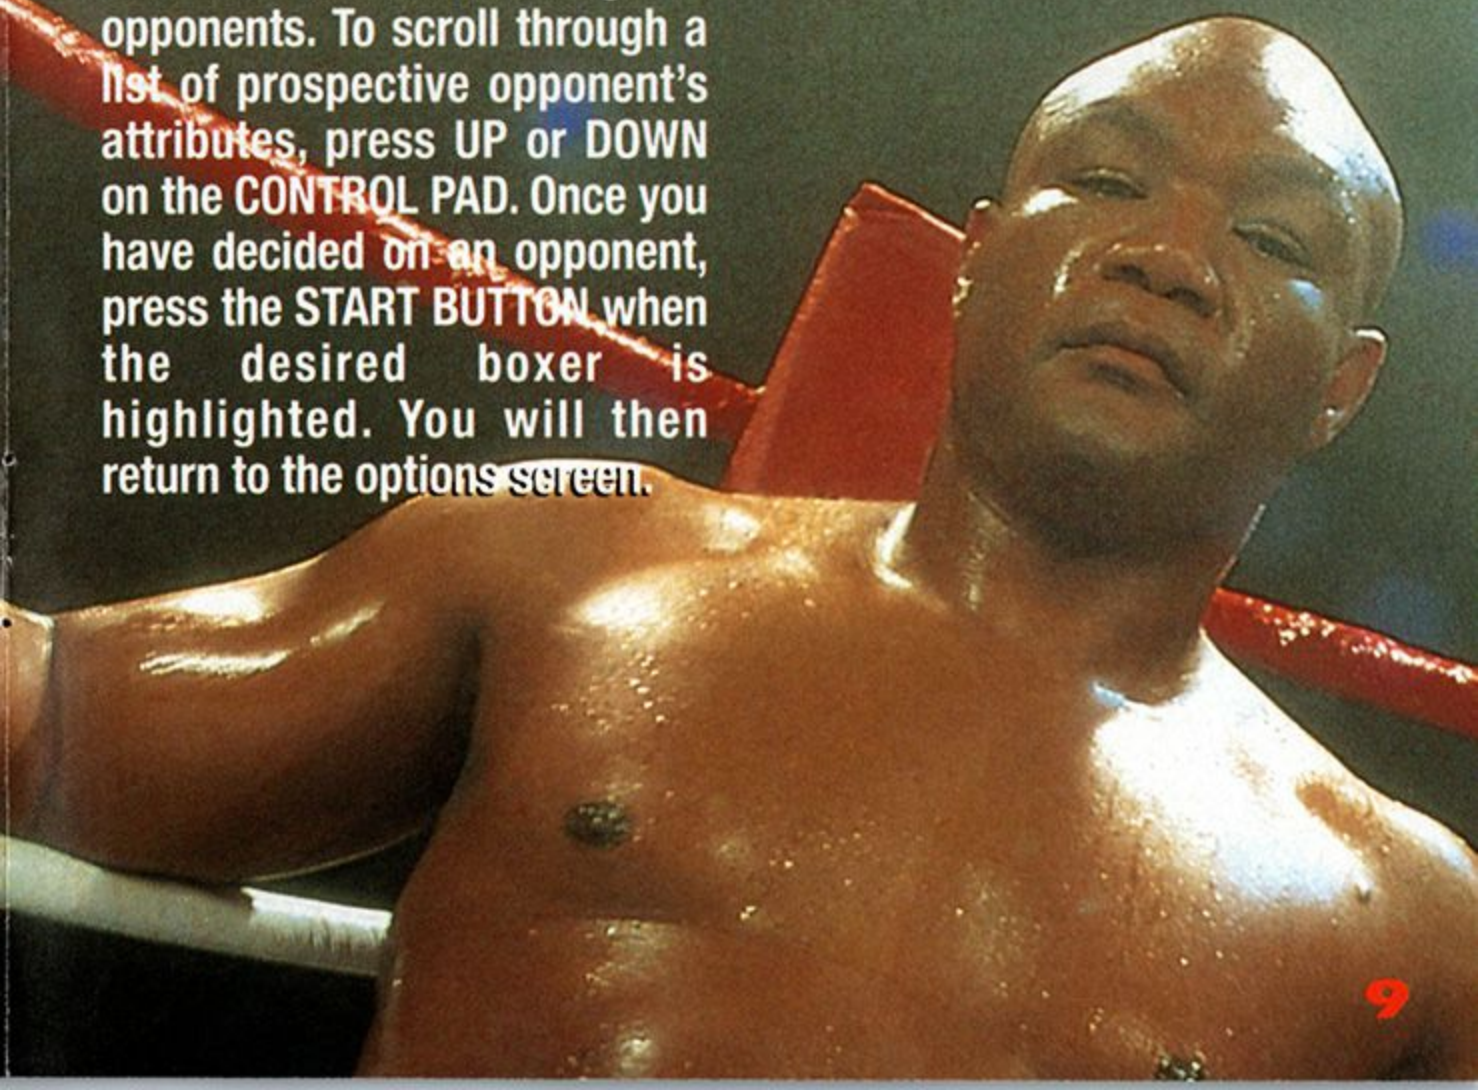 opponents. To scroll through a
list of prospective opponent's
attributes, press UP or DOWN
on the CONTROL PAD. Once you
have decided on an opponent,
press the START BUTTON when
the desired boxer is
highlighted. You will then
return to the options screen.
9